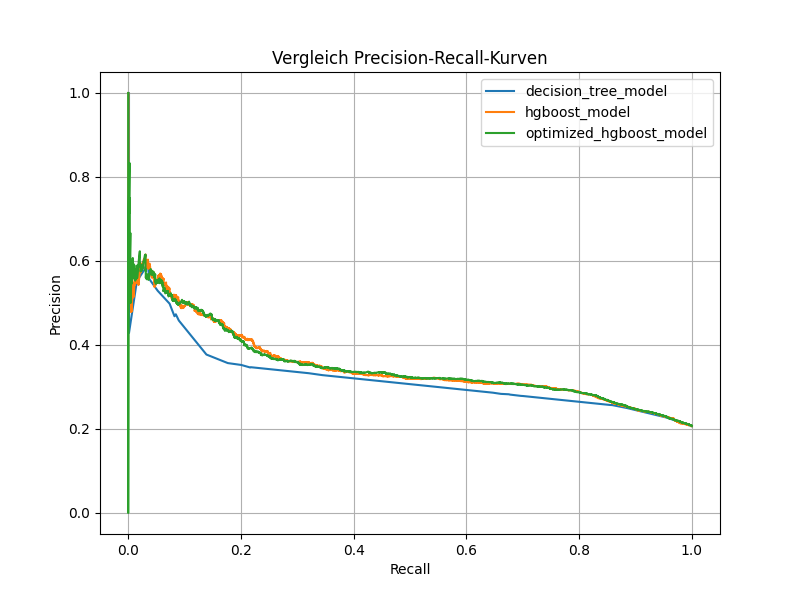 Vergleich Precision-Recall-Kurven
decision_tree_model
hgboost_model
optimized_hgboost_model
Precision
1.0
0.8
0.6
0.4
0.2
0.0
0.0 0.2 0.4 0.6 0.8 1.0
Recall